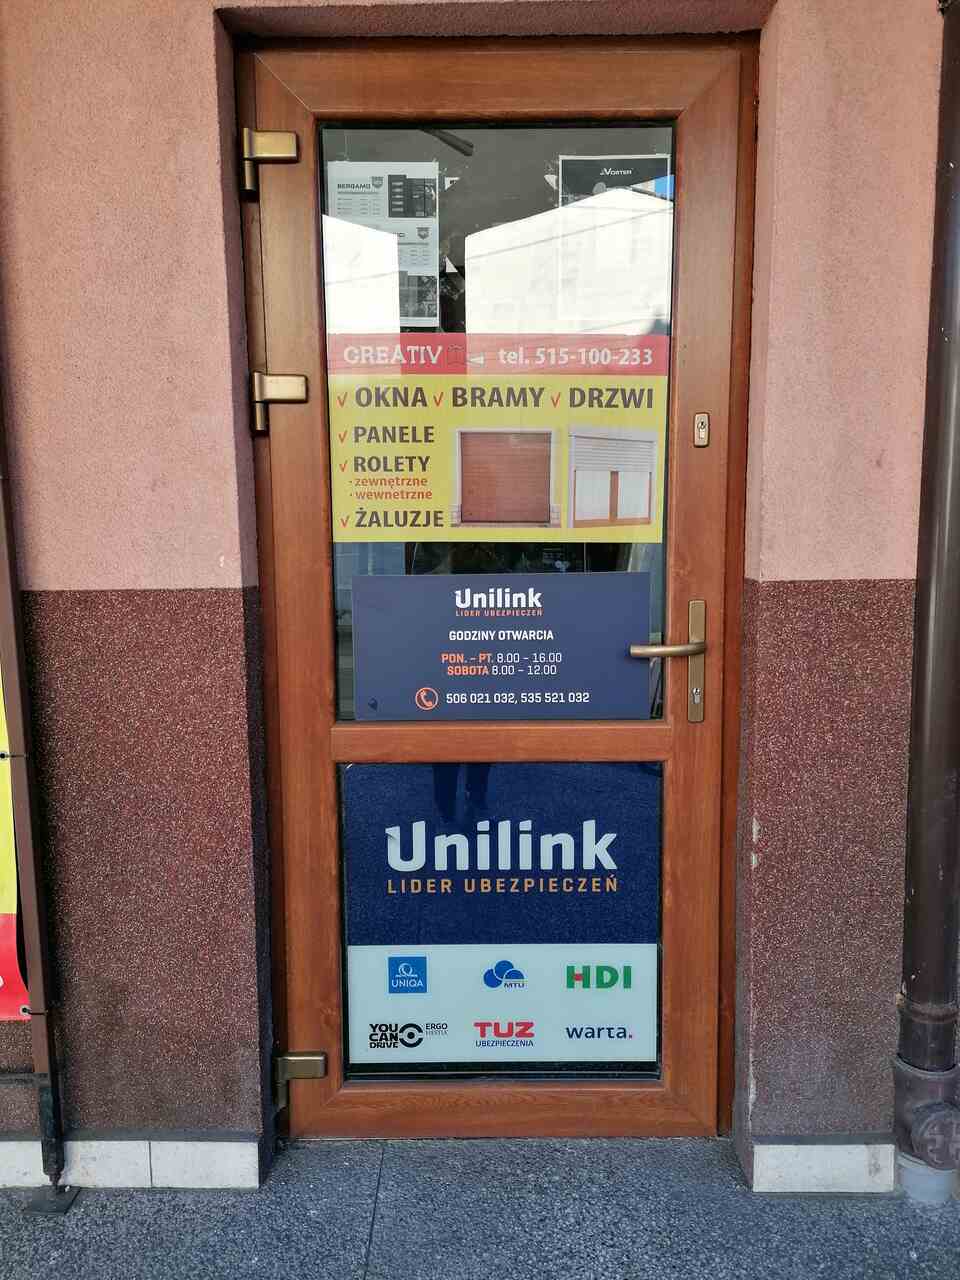 BERGAMO
VOSTER
CREATIV tel. 515-100-233
OKNA BRAMY DRZWI
PANELE
ROLETY
· zewnętrzne
· wewnetrzne
ŻALUZJE
Unilink
LIDER UBEZPIECZEŃ
GODZINY OTWARCIA
PON. – PT. 8.00 – 16.00
SOBOTA 8.00 – 12.00
506 021 032, 535 521 032
Unilink
LIDER UBEZPIECZEŃ
UNIQA MTU HDI
YOU CAN DRIVE ERGO HESTIA
TUZ UBEZPIECZENIA
warta.